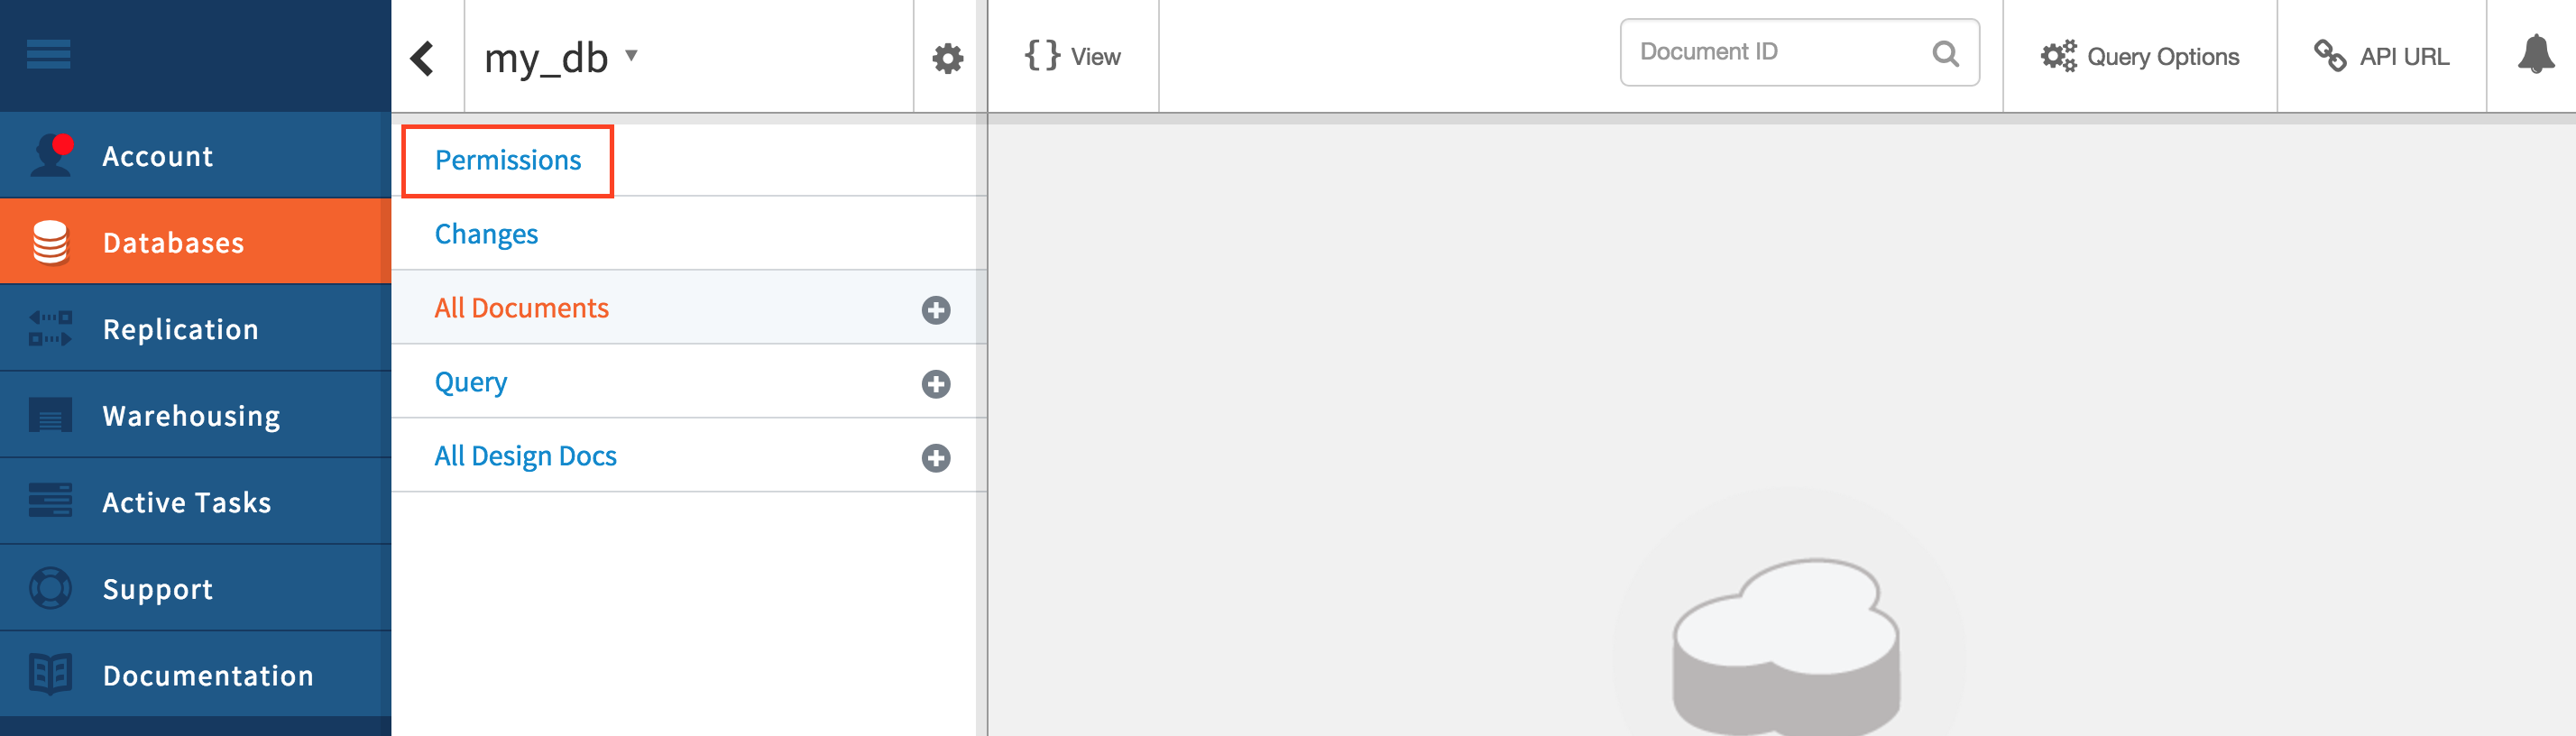 my_db
{ } View
Document ID
Query Options
API URL
Account
Databases
Replication
Warehousing
Active Tasks
Support
Documentation
Permissions
Changes
All Documents
Query
All Design Docs